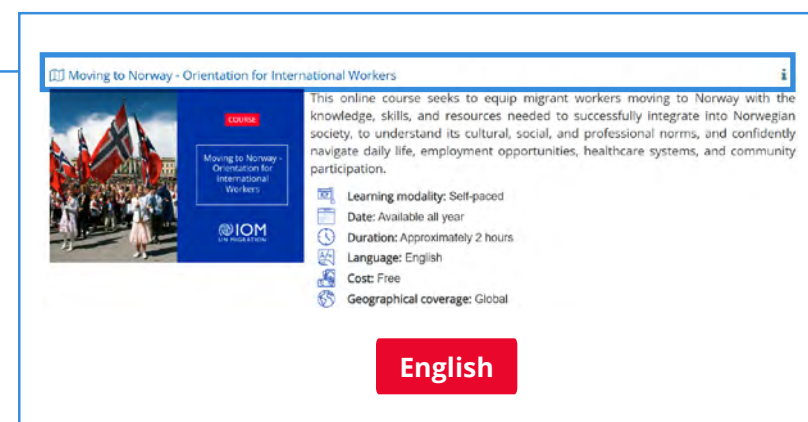 Moving to Norway - Orientation for International Workers
This online course seeks to equip migrant workers moving to Norway with the
knowledge, skills, and resources needed to successfully integrate into Norwegian
society, to understand its cultural, social, and professional norms, and confidently
navigate daily life, employment opportunities, healthcare systems, and community
participation.
COURSE
Moving to Norway -
Orientation for
International
Workers
IOM
UN MIGRATION
Learning modality: Self-paced
Date: Available all year
Duration: Approximately 2 hours
Language: English
Cost: Free
Geographical coverage: Global
English